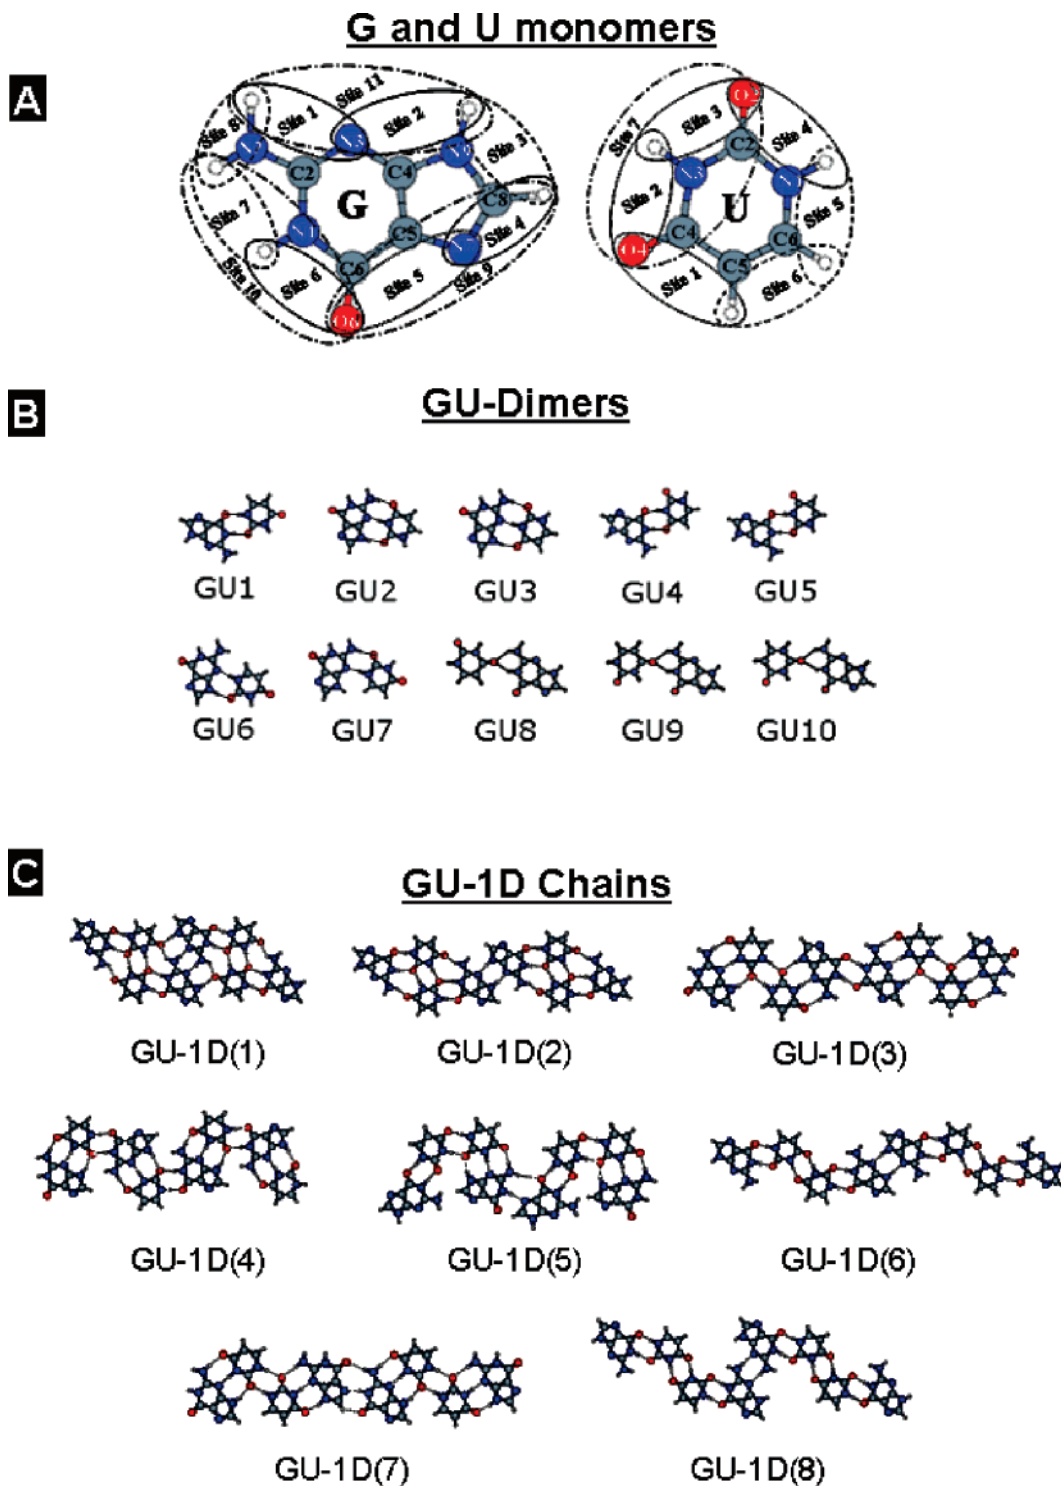 G and U monomers
A
Site 11
Site 1
Site 2
Site 8
Site 3
Site 7
Site 4
Site 10
Site 6
Site 5
Site 9
N3
C2
C4
C8
G
N1
C5
C6
O6
Site 7
Site 3
Site 4
Site 2
Site 5
Site 1
Site 6
C2
N3
U
C4
O4
C6
C5
B
GU-Dimers
GU1
GU2
GU3
GU4
GU5
GU6
GU7
GU8
GU9
GU10
C
GU-1D Chains
GU-1D(1)
GU-1D(2)
GU-1D(3)
GU-1D(4)
GU-1D(5)
GU-1D(6)
GU-1D(7)
GU-1D(8)